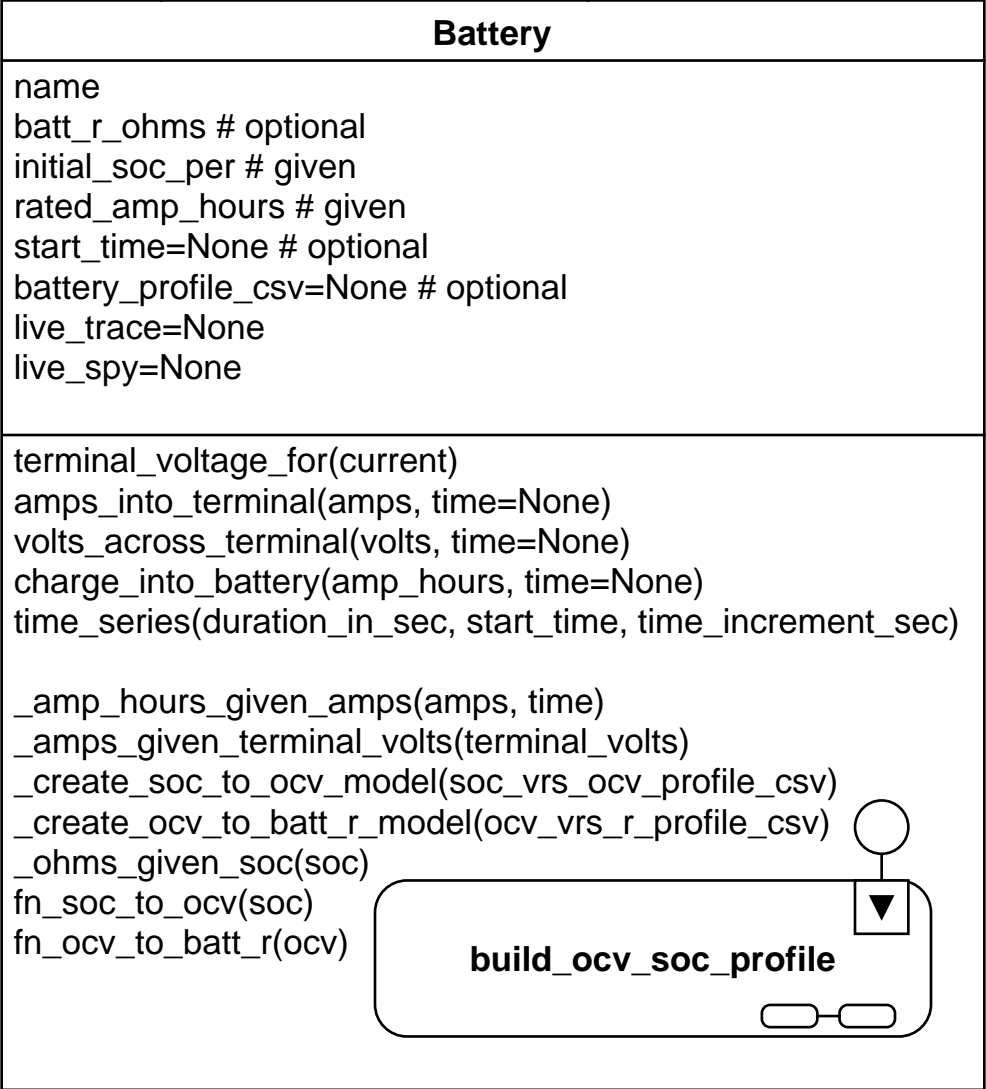 Battery
name
batt_r_ohms # optional
initial_soc_per # given
rated_amp_hours # given
start_time=None # optional
battery_profile_csv=None # optional
live_trace=None
live_spy=None
terminal_voltage_for(current)
amps_into_terminal(amps, time=None)
volts_across_terminal(volts, time=None)
charge_into_battery(amp_hours, time=None)
time_series(duration_in_sec, start_time, time_increment_sec)
_amp_hours_given_amps(amps, time)
_amps_given_terminal_volts(terminal_volts)
_create_soc_to_ocv_model(soc_vrs_ocv_profile_csv)
_create_ocv_to_batt_r_model(ocv_vrs_r_profile_csv)
_ohms_given_soc(soc)
fn_soc_to_ocv(soc)
fn_ocv_to_batt_r(ocv)
build_ocv_soc_profile